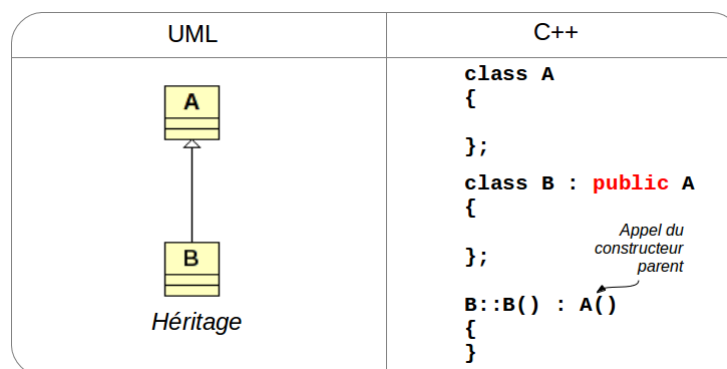 UML
C++
A
B
Héritage
class A
{
};
class B : public A
{
Appel du
constructeur
parent
};
B::B() : A()
{
}